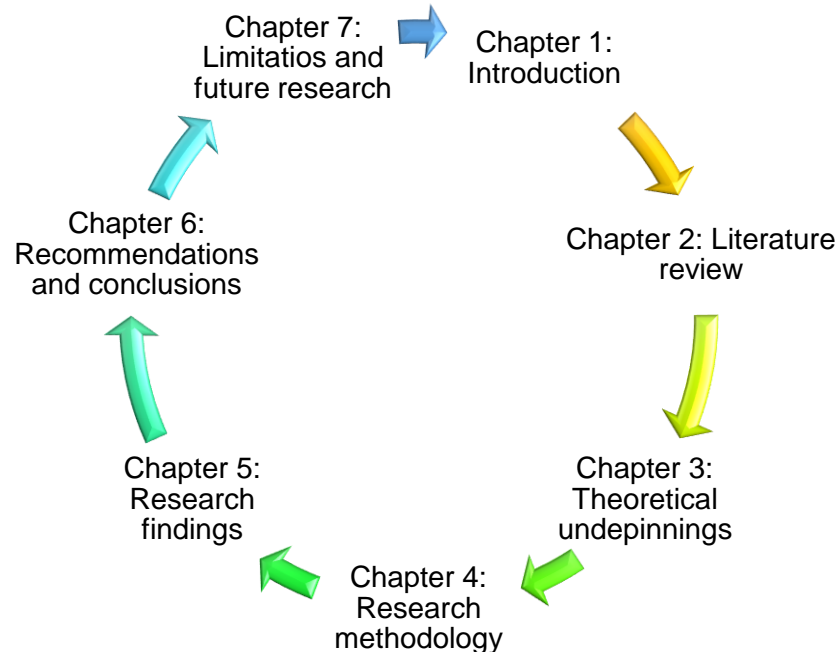 Chapter 1:
Introduction
Chapter 2: Literature
review
Chapter 3:
Theoretical
undepinnings
Chapter 4:
Research
methodology
Chapter 5:
Research
findings
Chapter 6:
Recommendations
and conclusions
Chapter 7:
Limitatios and
future research